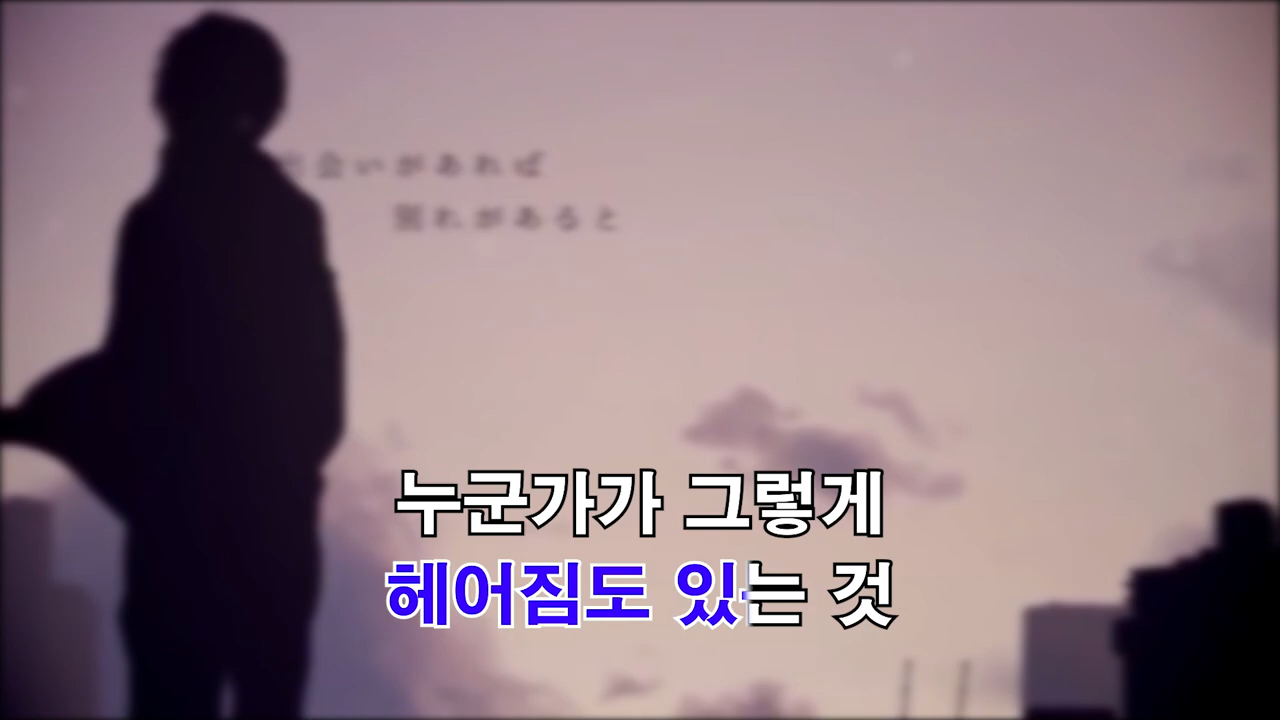 会いがあれば
別れがあると
누군가가 그렇게
헤어짐도 있는 것